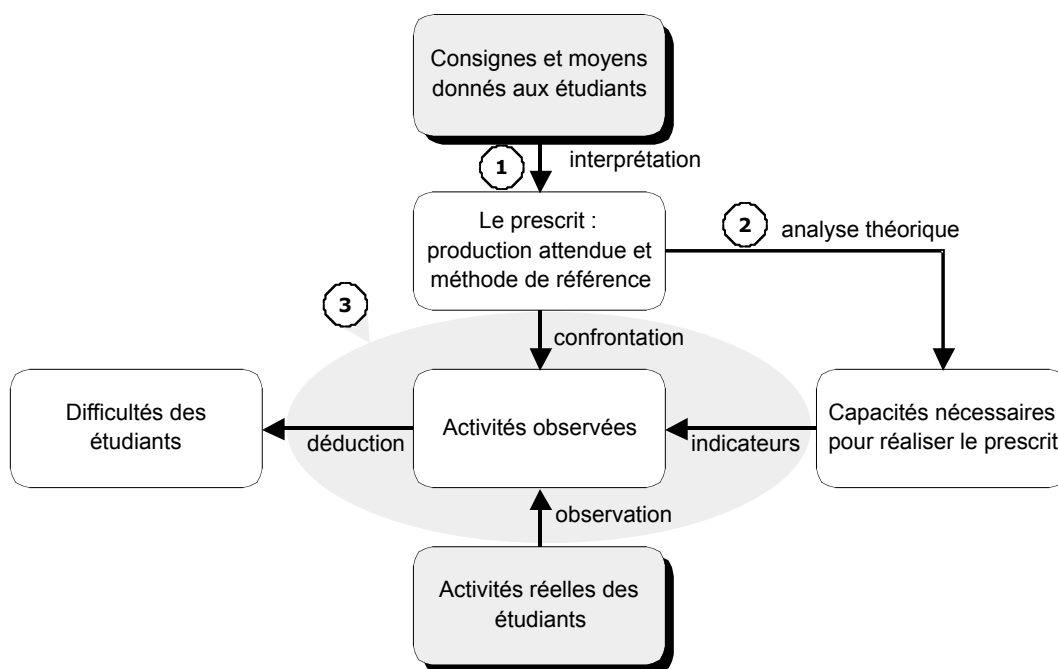 Consignes et moyens
donnés aux étudiants
1
interprétation
Le prescrit :
production attendue et
méthode de référence
2
analyse théorique
3
confrontation
Difficultés des
étudiants
déduction
Activités observées
indicateurs
Capacités nécessaires
pour réaliser le prescrit
observation
Activités réelles des
étudiants